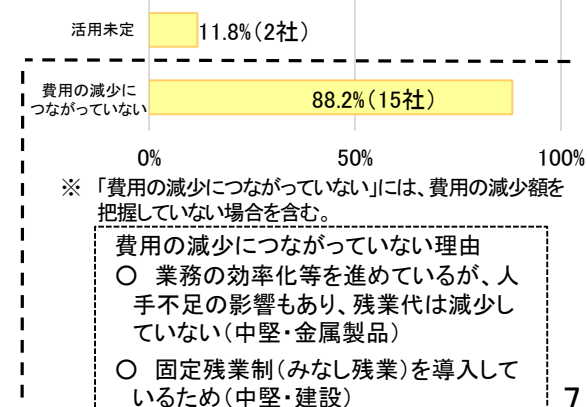 活用未定
11.8%(2社)
費用の減少に
つながっていない
88.2%(15社)
0%
50%
100%
※ 「費用の減少につながっていない」には、費用の減少額を
把握していない場合を含む。
費用の減少につながっていない理由
○ 業務の効率化等を進めているが、人
手不足の影響もあり、残業代は減少し
ていない(中堅・金属製品)
○ 固定残業制(みなし残業)を導入して
いるため(中堅・建設)
7